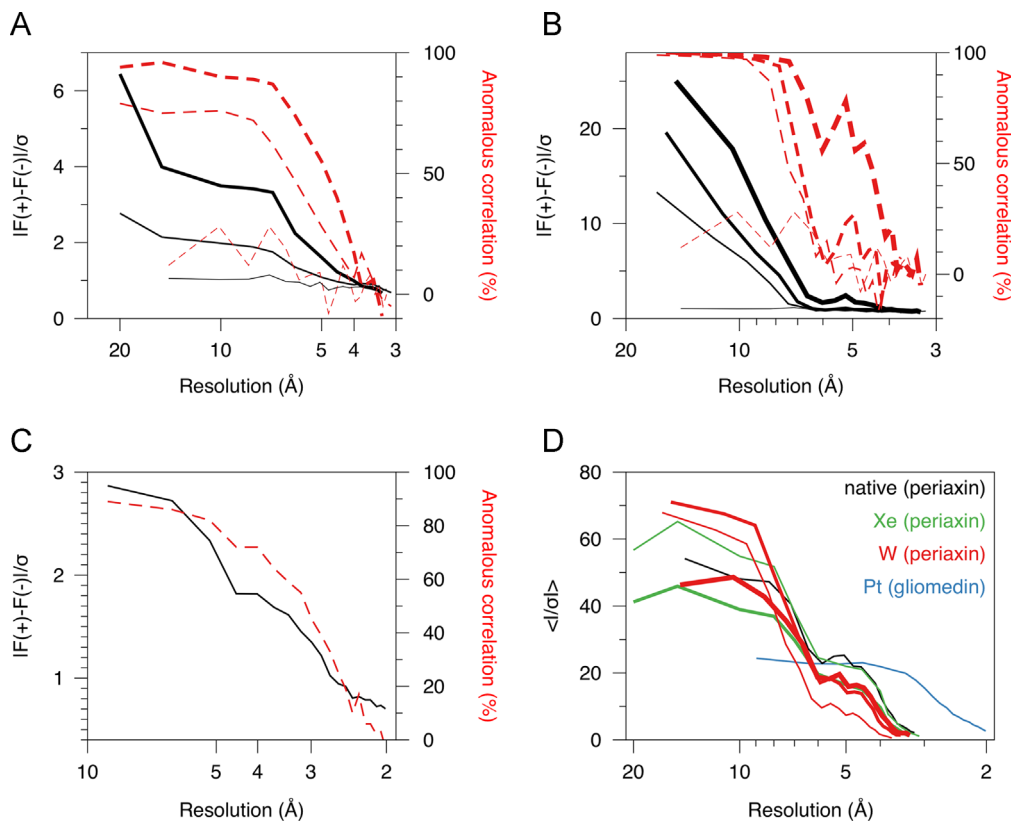 A
B
100
6
4
2
0
|F(+)-F(-)|/σ
50
0
Anomalous correlation (%)
20
10
5
4
3
Resolution (Å)
20
10
0
|F(+)-F(-)|/σ
100
50
0
Anomalous correlation (%)
20
10
5
3
Resolution (Å)
C
D
3
2
1
|F(+)-F(-)|/σ
100
80
60
40
20
0
Anomalous correlation (%)
10
5
4
3
2
Resolution (Å)
80
60
40
20
0
<I/σI>
native (periaxin)
Xe (periaxin)
W (periaxin)
Pt (gliomedin)
20
10
5
2
Resolution (Å)